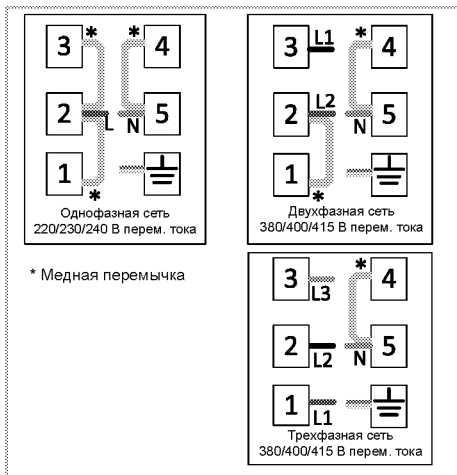 3 * * 4
2 L N 5
1 *
Однофазная сеть
220/230/240 В перем. тока
3 L1 * 4
2 L2 N 5
1 *
Двухфазная сеть
380/400/415 В перем. тока
* Медная перемычка
3 L3 * 4
2 L2 N 5
1 L1
Трехфазная сеть
380/400/415 В перем. тока